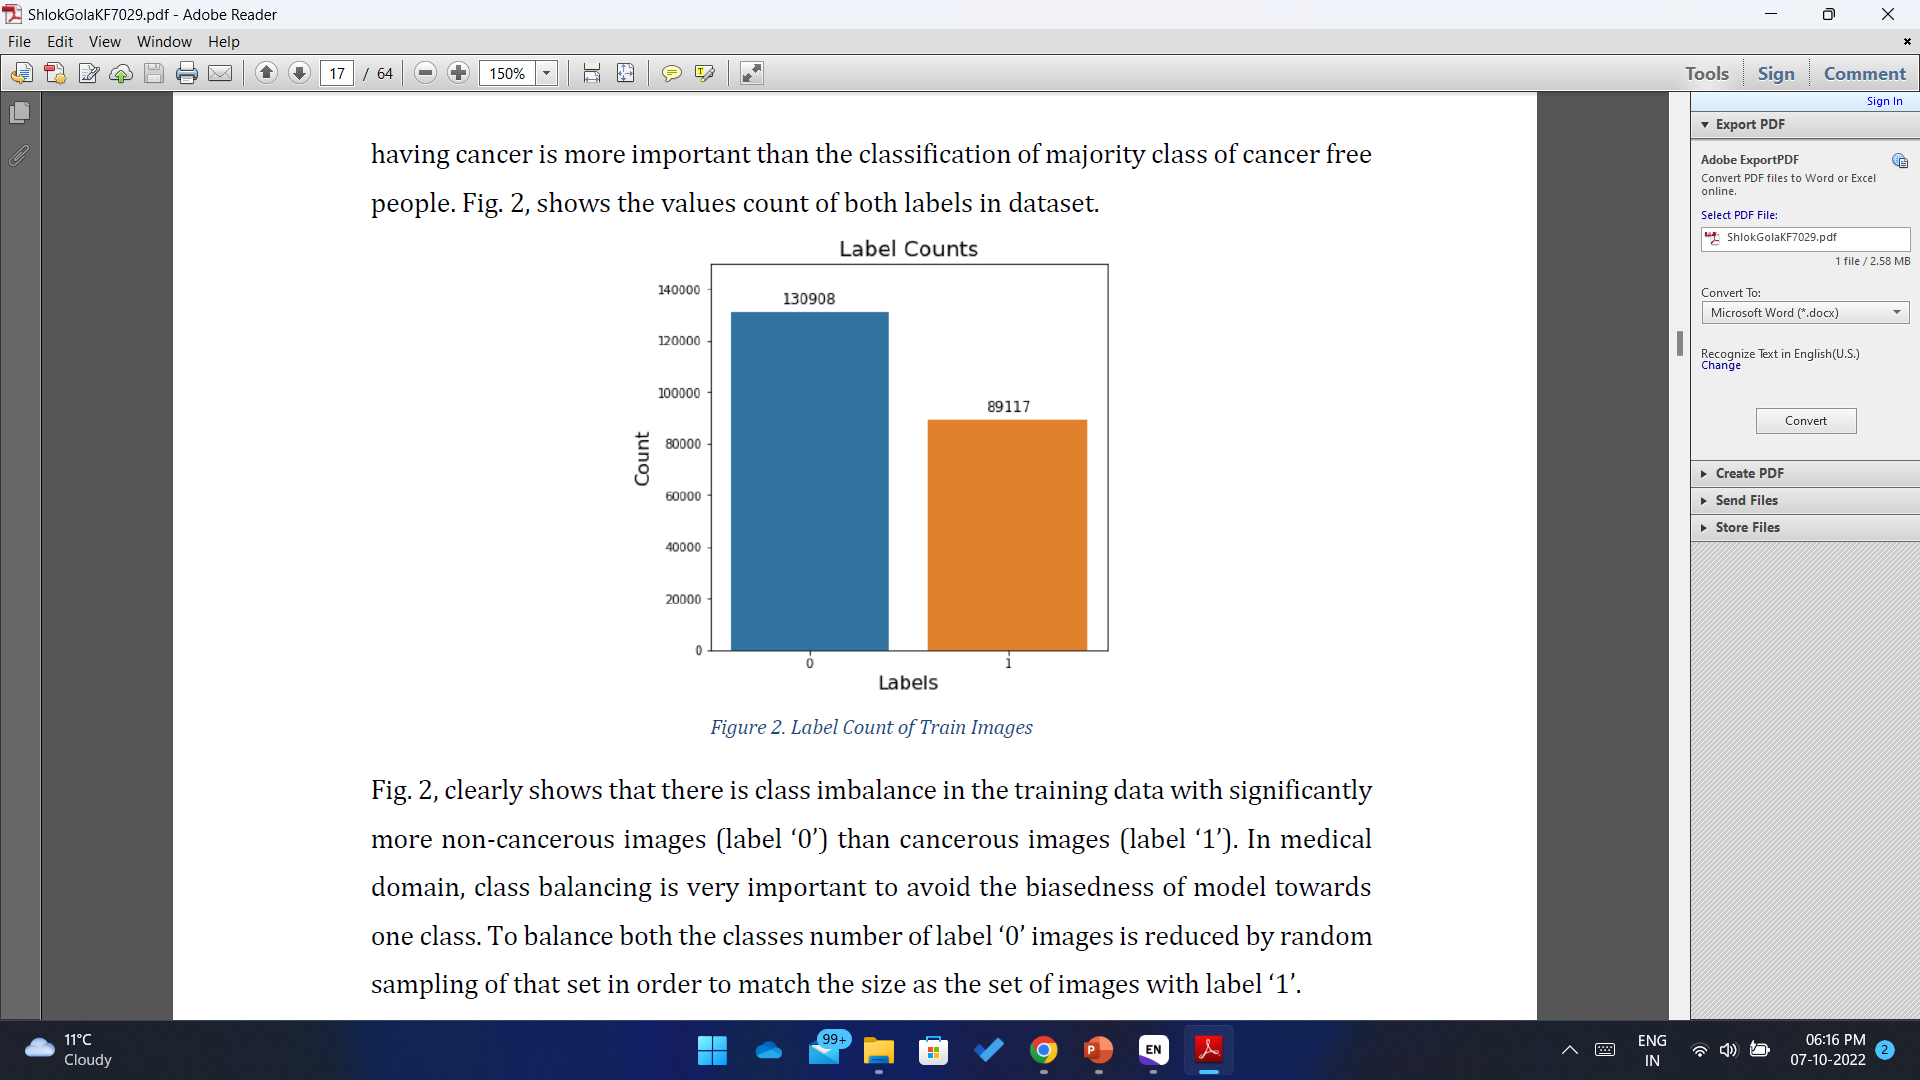 ShlokGolaKF7029.pdf - Adobe Reader
File Edit View Window Help
17 / 64 150% Tools Sign Comment
Sign In
Export PDF
Adobe ExportPDF
Convert PDF files to Word or Excel
online.
Select PDF File:
ShlokGolaKF7029.pdf
1 file / 2.58 MB
Convert To:
Microsoft Word (*.docx)
Recognize Text in English(U.S.)
Change
Convert
Create PDF
Send Files
Store Files
having cancer is more important than the classification of majority class of cancer free
people. Fig. 2, shows the values count of both labels in dataset.
Label Counts
140000
120000
100000
80000
60000
40000
20000
0
Count
130908
89117
0 1
Labels
Figure 2. Label Count of Train Images
Fig. 2, clearly shows that there is class imbalance in the training data with significantly
more non-cancerous images (label ‘0’) than cancerous images (label ‘1’). In medical
domain, class balancing is very important to avoid the biasedness of model towards
one class. To balance both the classes number of label ‘0’ images is reduced by random
sampling of that set in order to match the size as the set of images with label ‘1’.
11°C
Cloudy
99+
P
EN
ENG
IN
06:16 PM
07-10-2022
2